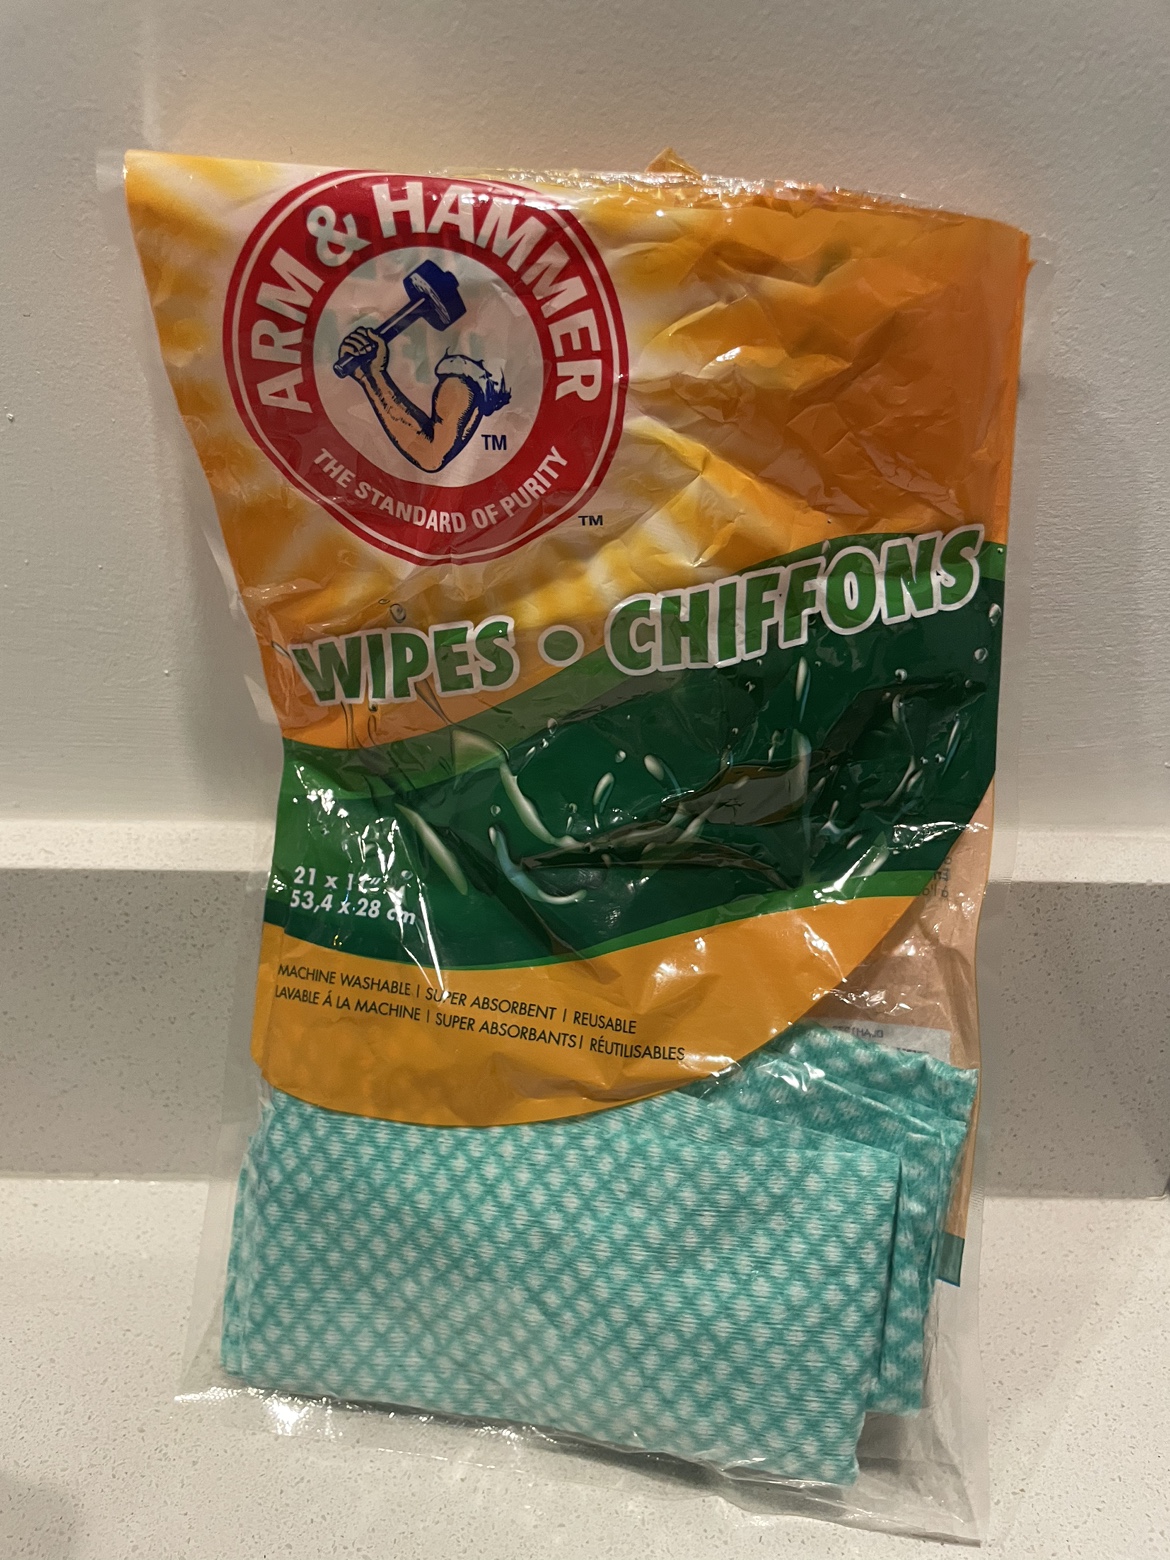 ARM & HAMMER
™
THE STANDARD OF PURITY
™
WIPES • CHIFFONS
21 x
53,4 x 28 cm
MACHINE WASHABLE | SUPER ABSORBENT | REUSABLE
LAVABLE Á LA MACHINE | SUPER ABSORBANTS| RÉUTILISABLES